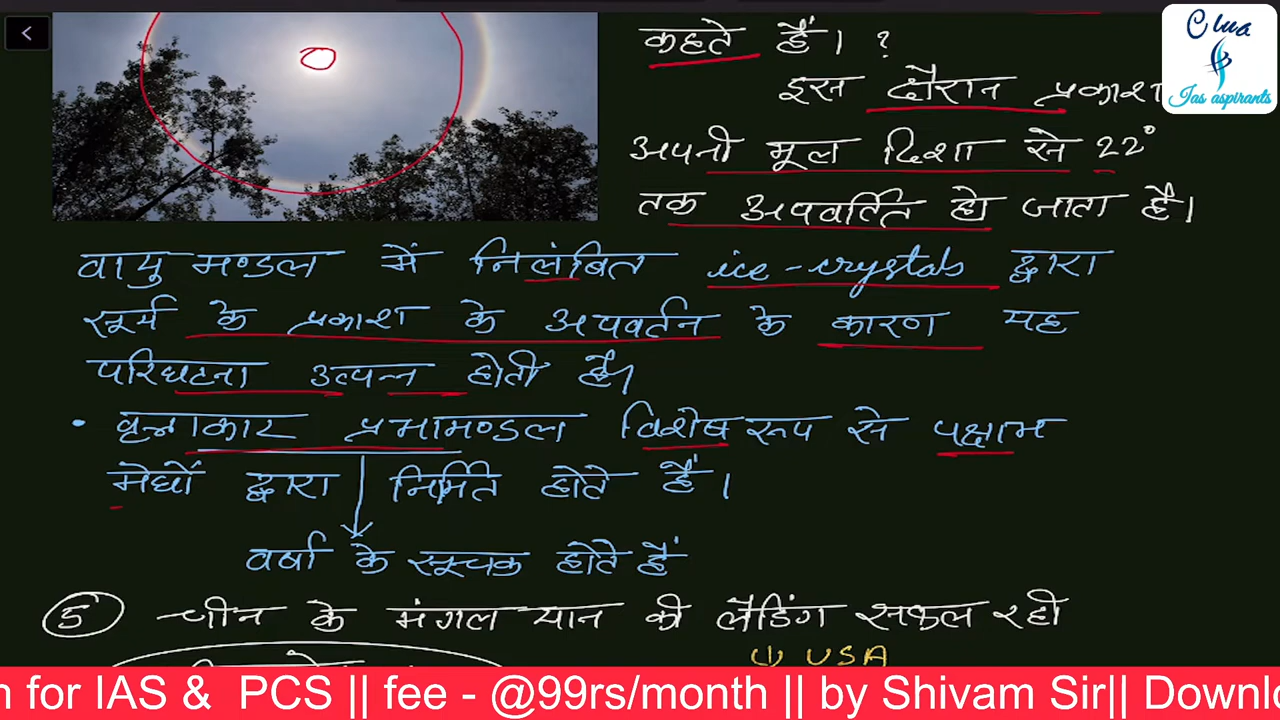 कहते हैं। ?
इस दौरान प्रकाश
अपनी मूल दिशा से 22°
तक अपवर्तित हो जाता है।
वायुमण्डल में निलंबित ice-crystals द्वारा
सूर्य के प्रकाश के अपवर्तन के कारण यह
परिघटना उत्पन्न होती है।
• वृत्ताकार प्रभामण्डल विशेष रूप से पक्षाभ
मेघों द्वारा निर्मित होते हैं।
वर्षा के सूचक होते हैं
5 चीन के मंगल यान की लैंडिंग सफल रही
USA
Clua
Ias aspirants
n for IAS & PCS || fee - @99rs/month || by Shivam Sir|| Downlo